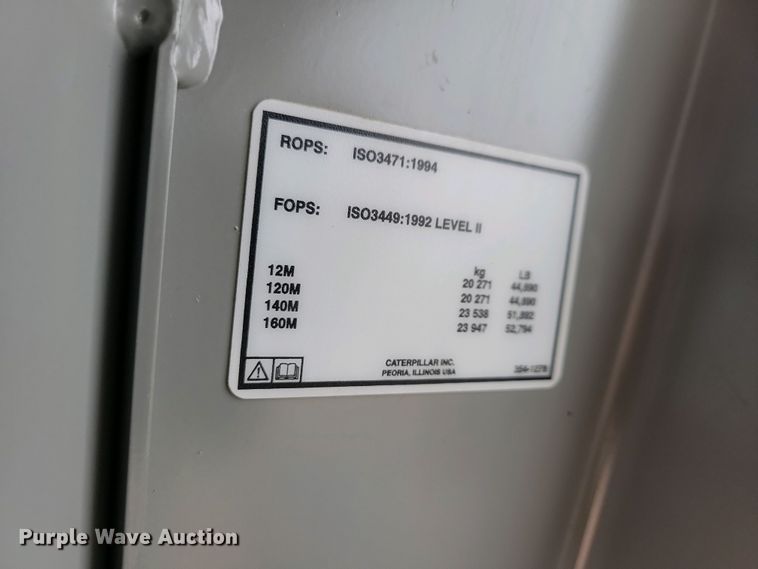 ROPS: ISO3471:1994
FOPS: ISO3449:1992 LEVEL II
kg LB
12M 20 271 44,690
120M 20 271 44,690
140M 23 538 51,892
160M 23 947 52,794
CATERPILLAR INC.
PEORIA, ILLINOIS USA
Purple Wave Auction